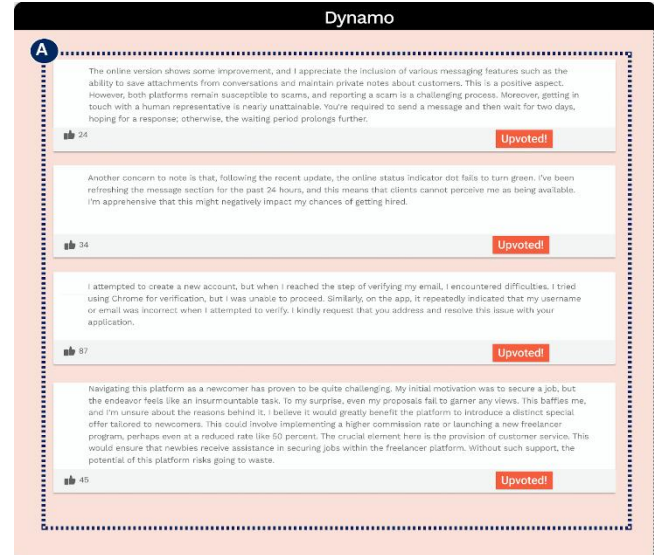 Dynamo
A
The online version shows some improvement, and I appreciate the inclusion of various messaging features such as the
ability to save attachments from conversations and maintain private notes about customers. This is a positive aspect.
However, both platforms remain susceptible to scams, and reporting a scam is a challenging process. Moreover, getting in
touch with a human representative is nearly unattainable. You're required to send a message and then wait for two days,
hoping for a response; otherwise, the waiting period prolongs further.
24
Upvoted!
Another concern to note is that, following the recent update, the online status indicator dot fails to turn green. I've been
refreshing the message section for the past 24 hours, and this means that clients cannot perceive me as being available.
I'm apprehensive that this might negatively impact my chances of getting hired.
34
Upvoted!
I attempted to create a new account, but when I reached the step of verifying my email, I encountered difficulties. I tried
using Chrome for verification, but I was unable to proceed. Similarly, on the app, it repeatedly indicated that my username
or email was incorrect when I attempted to verify. I kindly request that you address and resolve this issue with your
application.
87
Upvoted!
Navigating this platform as a newcomer has proven to be quite challenging. My initial motivation was to secure a job, but
the endeavor feels like an insurmountable task. To my surprise, even my proposals fail to garner any views. This baffles me,
and I'm unsure about the reasons behind it. I believe it would greatly benefit the platform to introduce a distinct special
offer tailored to newcomers. This could involve implementing a higher commission rate or launching a new freelancer
program, perhaps even at a reduced rate like 50 percent. The crucial element here is the provision of customer service. This
would ensure that newbies receive assistance in securing jobs within the freelancer platform. Without such support, the
potential of this platform risks going to waste.
45
Upvoted!